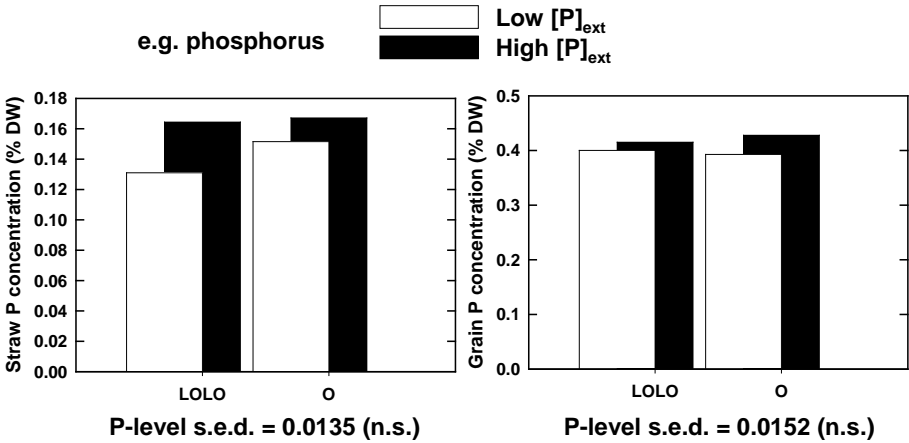 e.g. phosphorus
Low [P]ext
High [P]ext
Straw P concentration (% DW)
0.18
0.16
0.14
0.12
0.10
0.08
0.06
0.04
0.02
0.00
LOLO O
P-level s.e.d. = 0.0135 (n.s.)
Grain P concentration (% DW)
0.5
0.4
0.3
0.2
0.1
0.0
LOLO O
P-level s.e.d. = 0.0152 (n.s.)